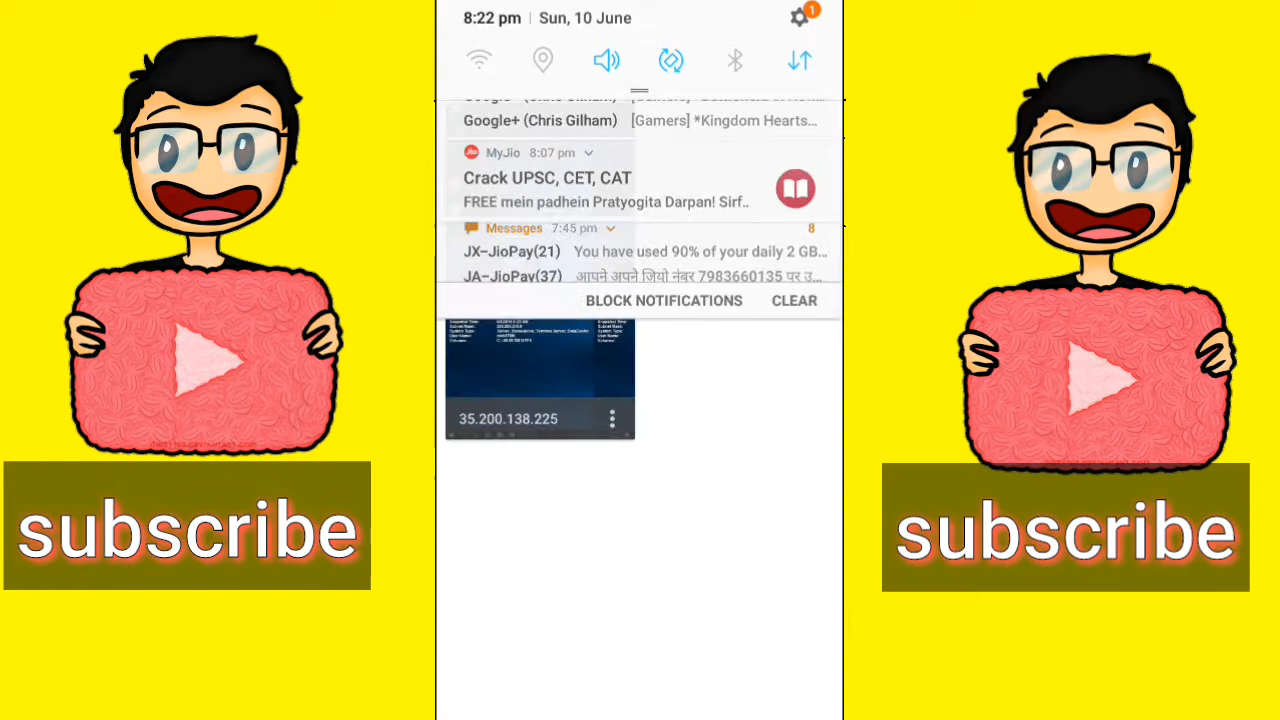 8:22 pm | Sun, 10 June
1
Google+ (Chris Gilham) [Gamers] *Kingdom Hearts...
MyJio 8:07 pm
Crack UPSC, CET, CAT
FREE mein padhein Pratyogita Darpan! Sirf..
Messages 7:45 pm 8
JX-JioPay(21) You have used 90% of your daily 2 GB...
JA-JioPay(37) आपने अपने जियो नंबर 7983660135 पर उ...
BLOCK NOTIFICATIONS CLEAR
35.200.138.225
subscribe
subscribe